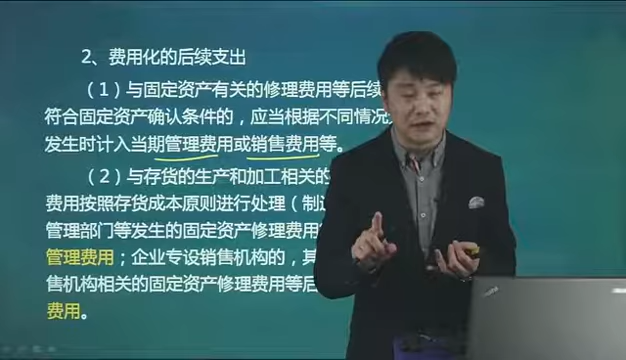 2、费用化的后续支出
（1）与固定资产有关的修理费用等后续
符合固定资产确认条件的，应当根据不同情况
发生时计入当期管理费用或销售费用等。
（2）与存货的生产和加工相关的
费用按照存货成本原则进行处理（制
管理部门等发生的固定资产修理费用
管理费用；企业专设销售机构的，其
售机构相关的固定资产修理费用等后
费用。